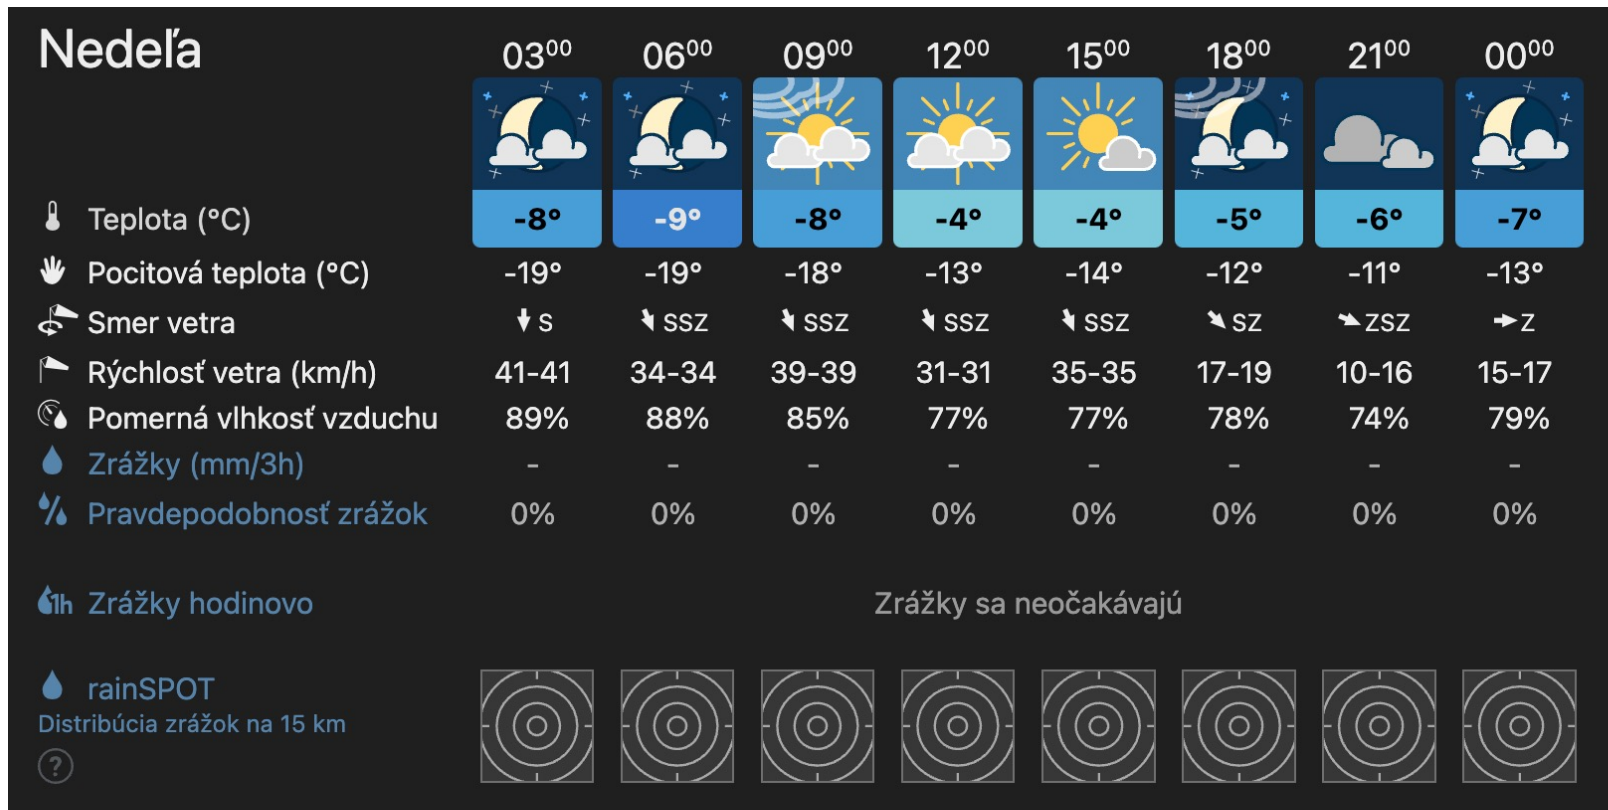 Nedeľa 03⁰⁰ 06⁰⁰ 09⁰⁰ 12⁰⁰ 15⁰⁰ 18⁰⁰ 21⁰⁰ 00⁰⁰
Teplota (°C) -8° -9° -8° -4° -4° -5° -6° -7°
Pocitová teplota (°C) -19° -19° -18° -13° -14° -12° -11° -13°
Smer vetra S SSZ SSZ SSZ SSZ SZ ZSZ Z
Rýchlosť vetra (km/h) 41-41 34-34 39-39 31-31 35-35 17-19 10-16 15-17
Pomerná vlhkosť vzduchu 89% 88% 85% 77% 77% 78% 74% 79%
Zrážky (mm/3h) - - - - - - - -
Pravdepodobnosť zrážok 0% 0% 0% 0% 0% 0% 0% 0%
1h Zrážky hodinovo Zrážky sa neočakávajú
rainSPOT
Distribúcia zrážok na 15 km
?